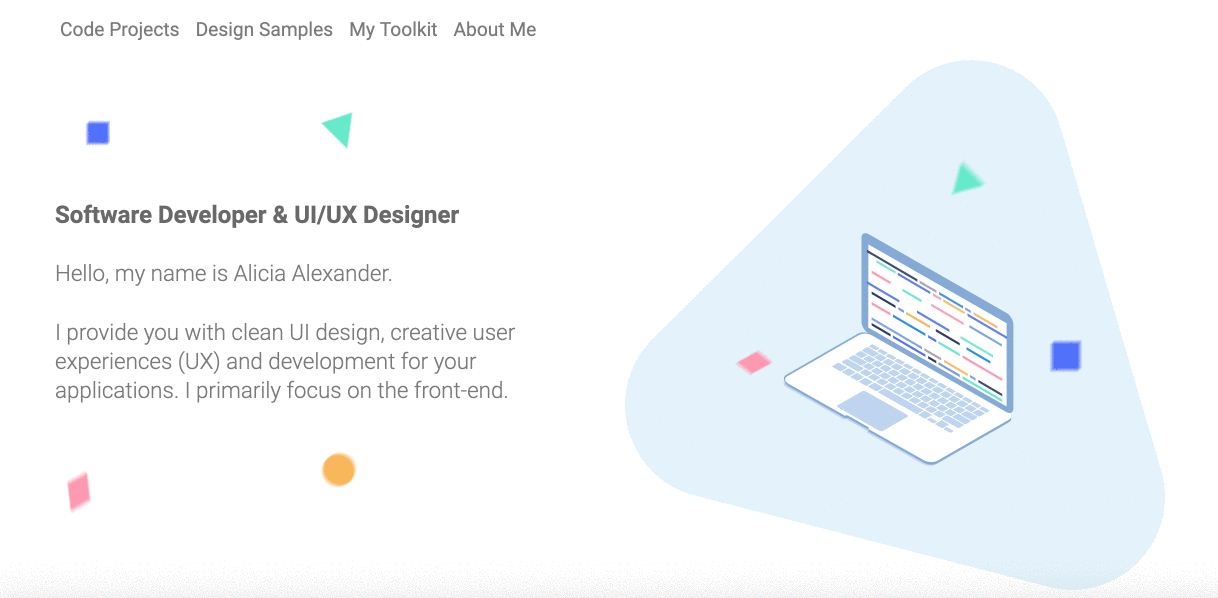 Code Projects Design Samples My Toolkit About Me
Software Developer & UI/UX Designer
Hello, my name is Alicia Alexander.
I provide you with clean UI design, creative user
experiences (UX) and development for your
applications. I primarily focus on the front-end.